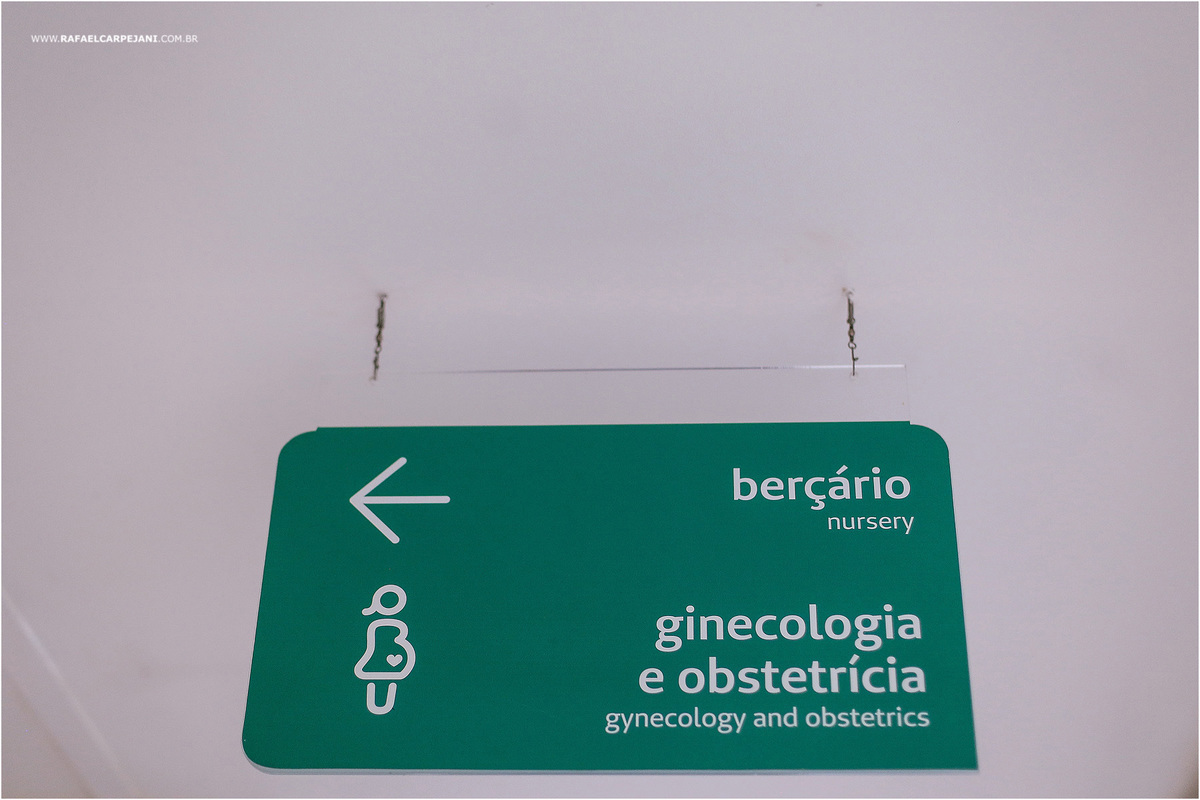 WWW.RAFAELCARPEJANI.COM.BR
berçário
nursery
ginecologia
e obstetrícia
gynecology and obstetrics